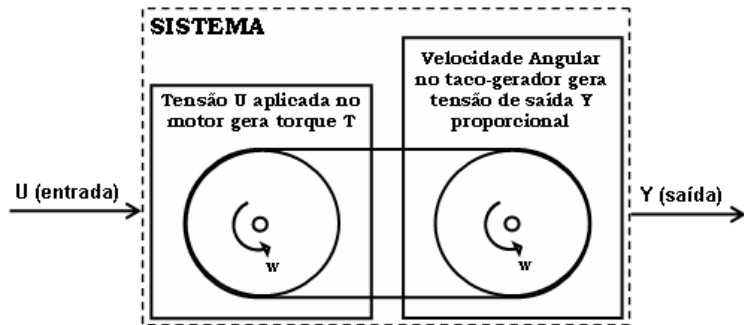 SISTEMA
Tensão U aplicada no
motor gera torque T
Velocidade Angular
no taco-gerador gera
tensão de saída Y
proporcional
U (entrada)
Y (saída)
w
w